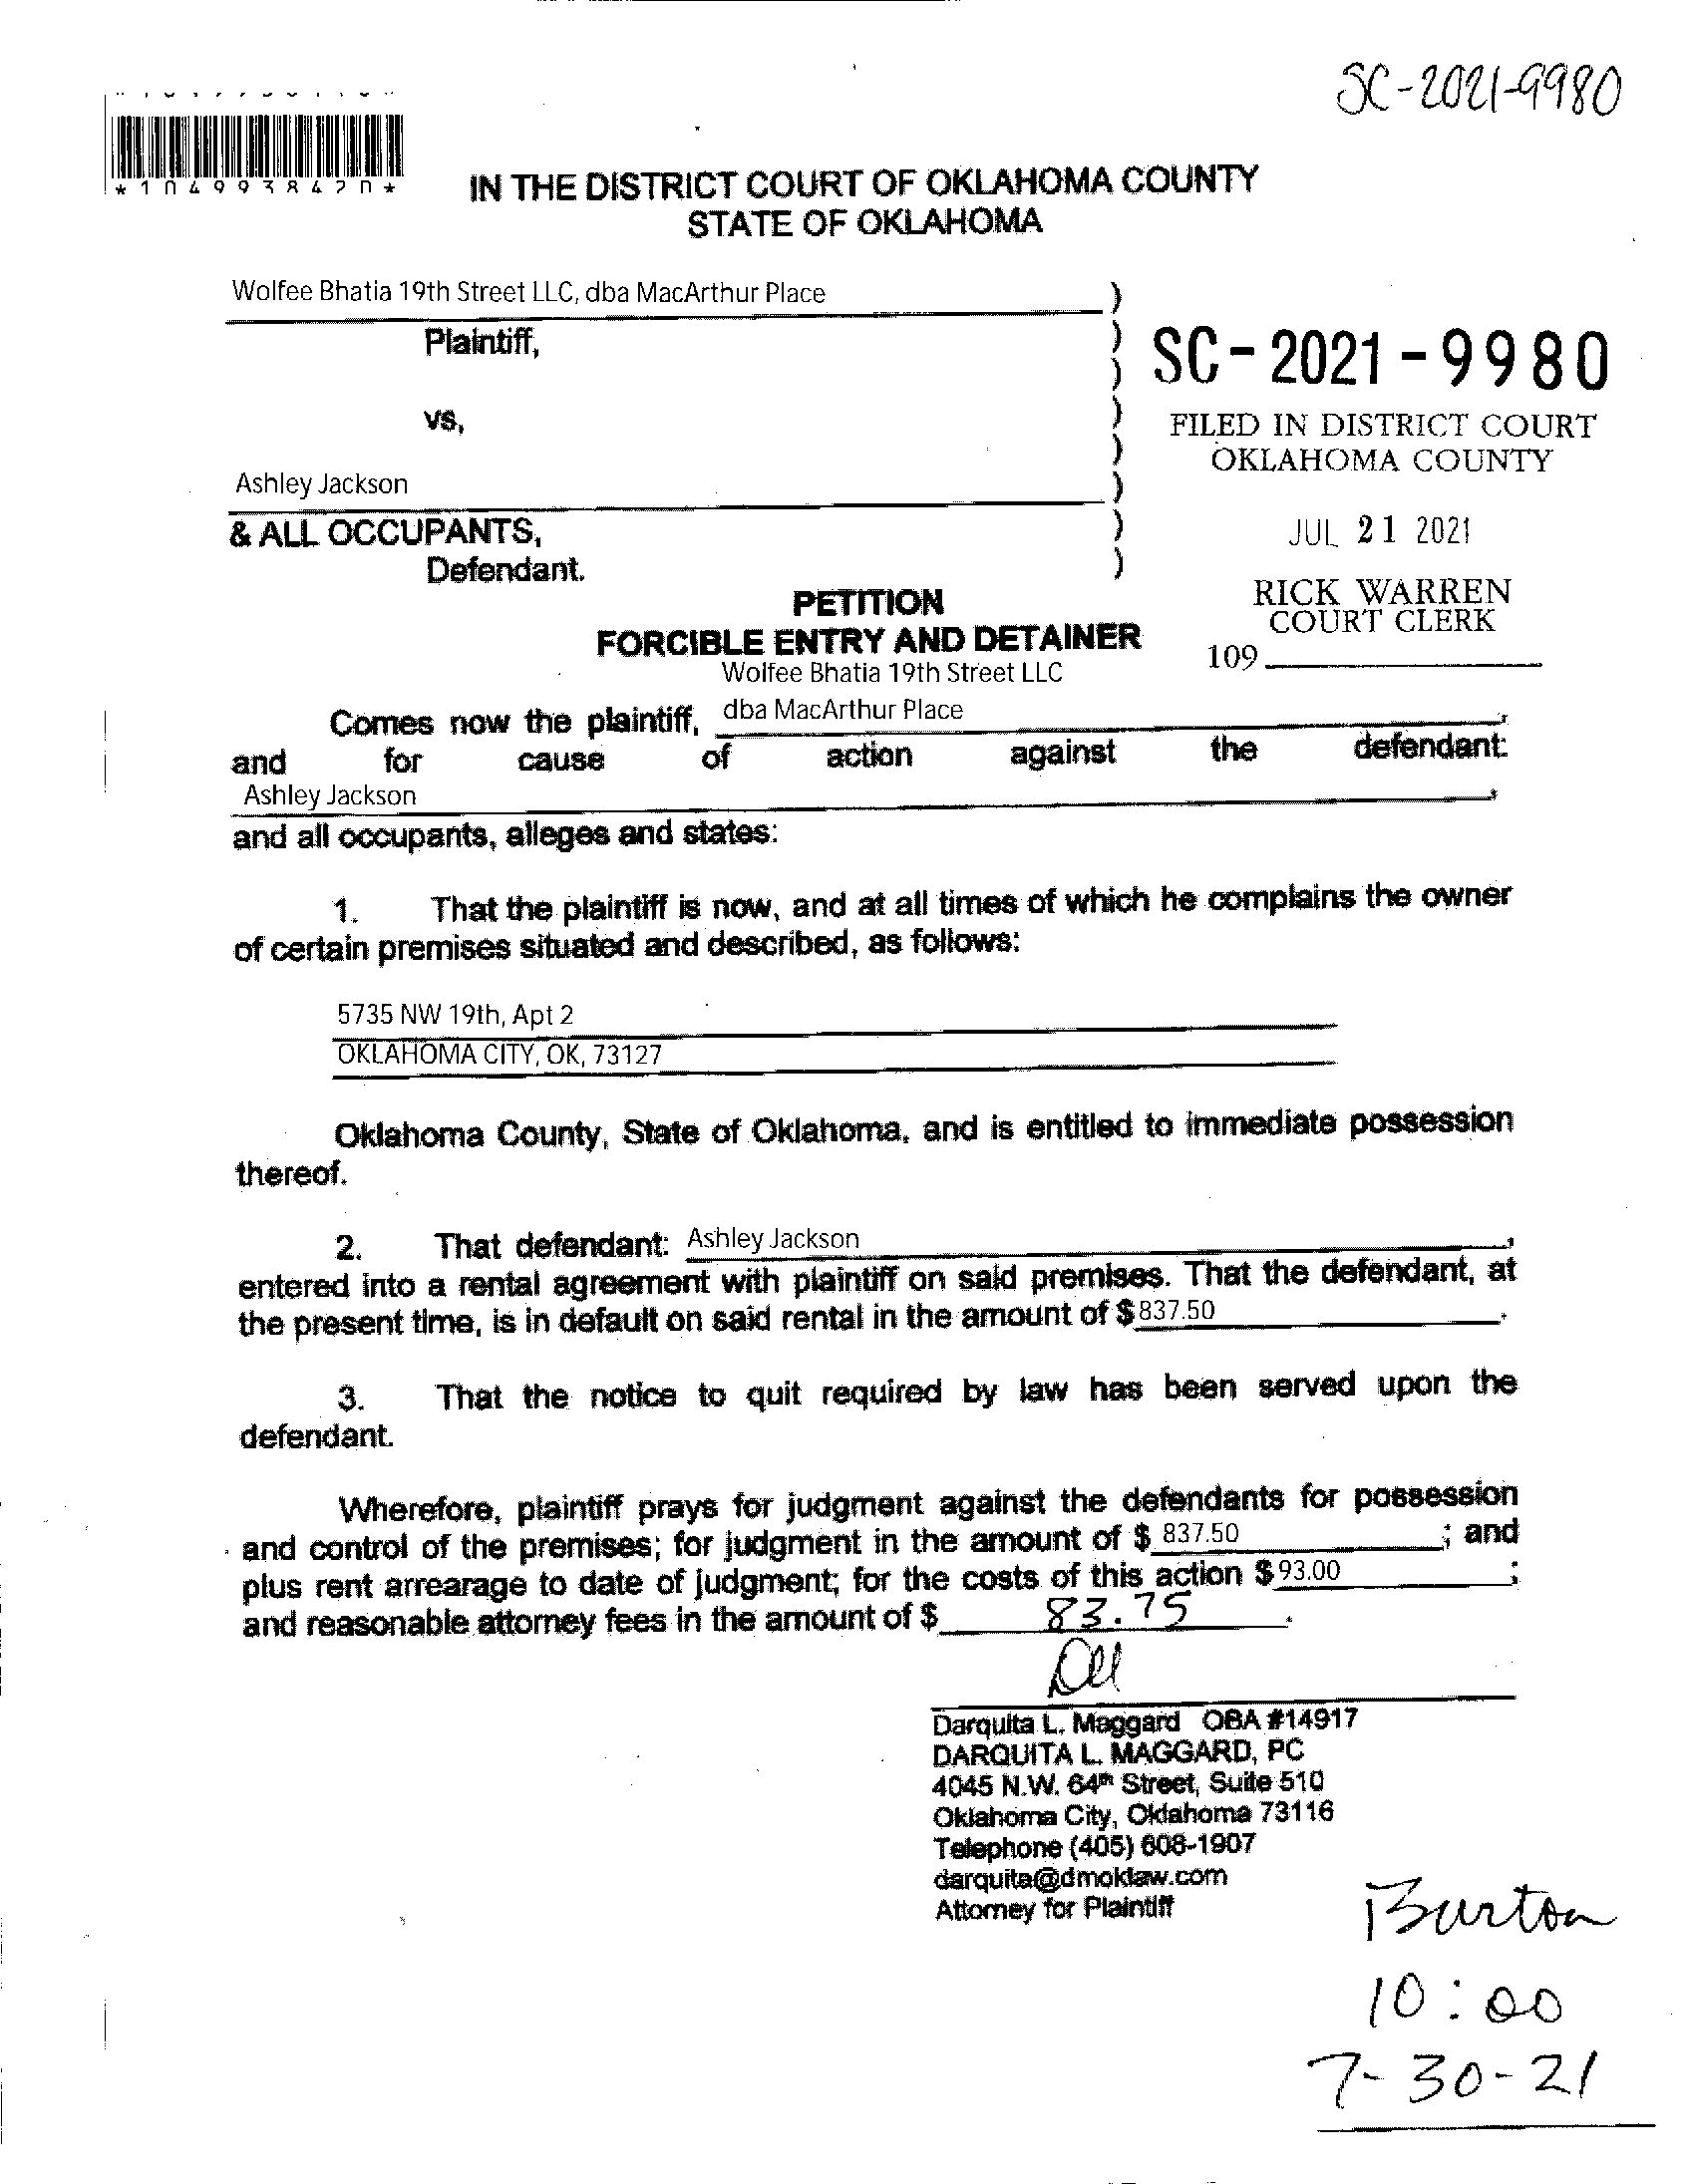 SC-2021-9980
*1049938420*
IN THE DISTRICT COURT OF OKLAHOMA COUNTY
STATE OF OKLAHOMA
Wolfee Bhatia 19th Street LLC, dba MacArthur Place )
Plaintiff, )
)
SC-2021-9980
vs, )
FILED IN DISTRICT COURT
OKLAHOMA COUNTY
)
Ashley Jackson )
& ALL OCCUPANTS, )
JUL 21 2021
Defendant. )
PETITION
FORCIBLE ENTRY AND DETAINER
RICK WARREN
COURT CLERK
109
Wolfee Bhatia 19th Street LLC
Comes now the plaintiff, dba MacArthur Place,
and for cause of action against the defendant:
Ashley Jackson,
and all occupants, alleges and states:
1. That the plaintiff is now, and at all times of which he complains the owner
of certain premises situated and described, as follows:
5735 NW 19th, Apt 2
OKLAHOMA CITY, OK, 73127
Oklahoma County, State of Oklahoma, and is entitled to immediate possession
thereof.
2. That defendant: Ashley Jackson,
entered into a rental agreement with plaintiff on said premises. That the defendant, at
the present time, is in default on said rental in the amount of $837.50.
3. That the notice to quit required by law has been served upon the
defendant.
Wherefore, plaintiff prays for judgment against the defendants for possession
and control of the premises; for judgment in the amount of $ 837.50; and
plus rent arrearage to date of judgment; for the costs of this action $93.00;
and reasonable attorney fees in the amount of $ 83.75.
Darquita L. Maggard OBA #14917
DARQUITA L. MAGGARD, PC
4045 N.W. 64th Street, Suite 510
Oklahoma City, Oklahoma 73116
Telephone (405) 608-1907
darquita@dmoklaw.com
Attorney for Plaintiff
Burton
10:00
7-30-21